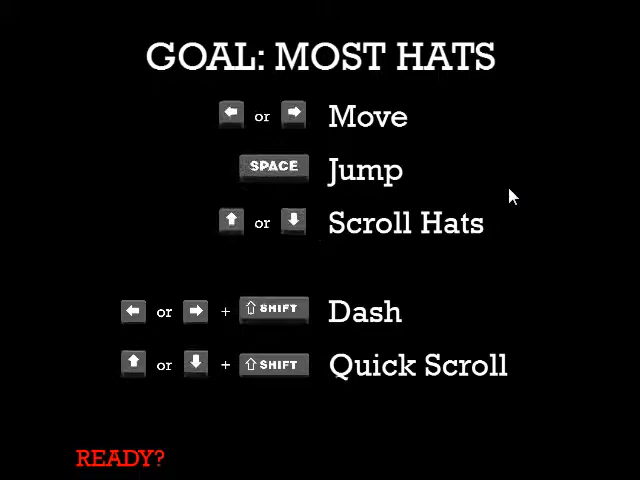 GOAL: MOST HATS
or Move
SPACE Jump
or Scroll Hats
or + SHIFT Dash
or + SHIFT Quick Scroll
READY?